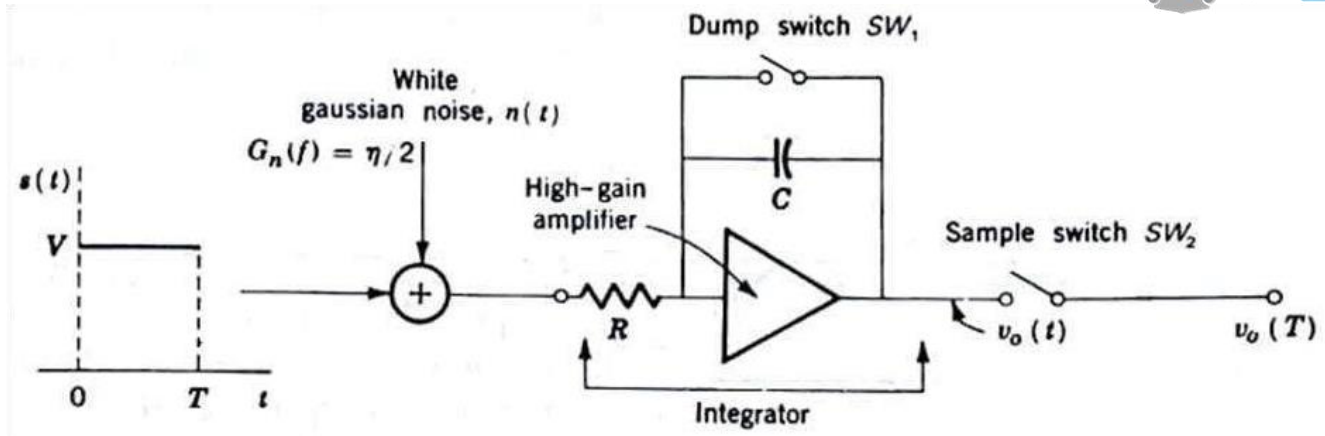 Dump switch SW₁
White
gaussian noise, n(t)
Gₙ(f) = η/2
s(t)
V
0
T
t
+
High-gain
amplifier
R
C
Sample switch SW₂
vₒ(t)
vₒ(T)
Integrator